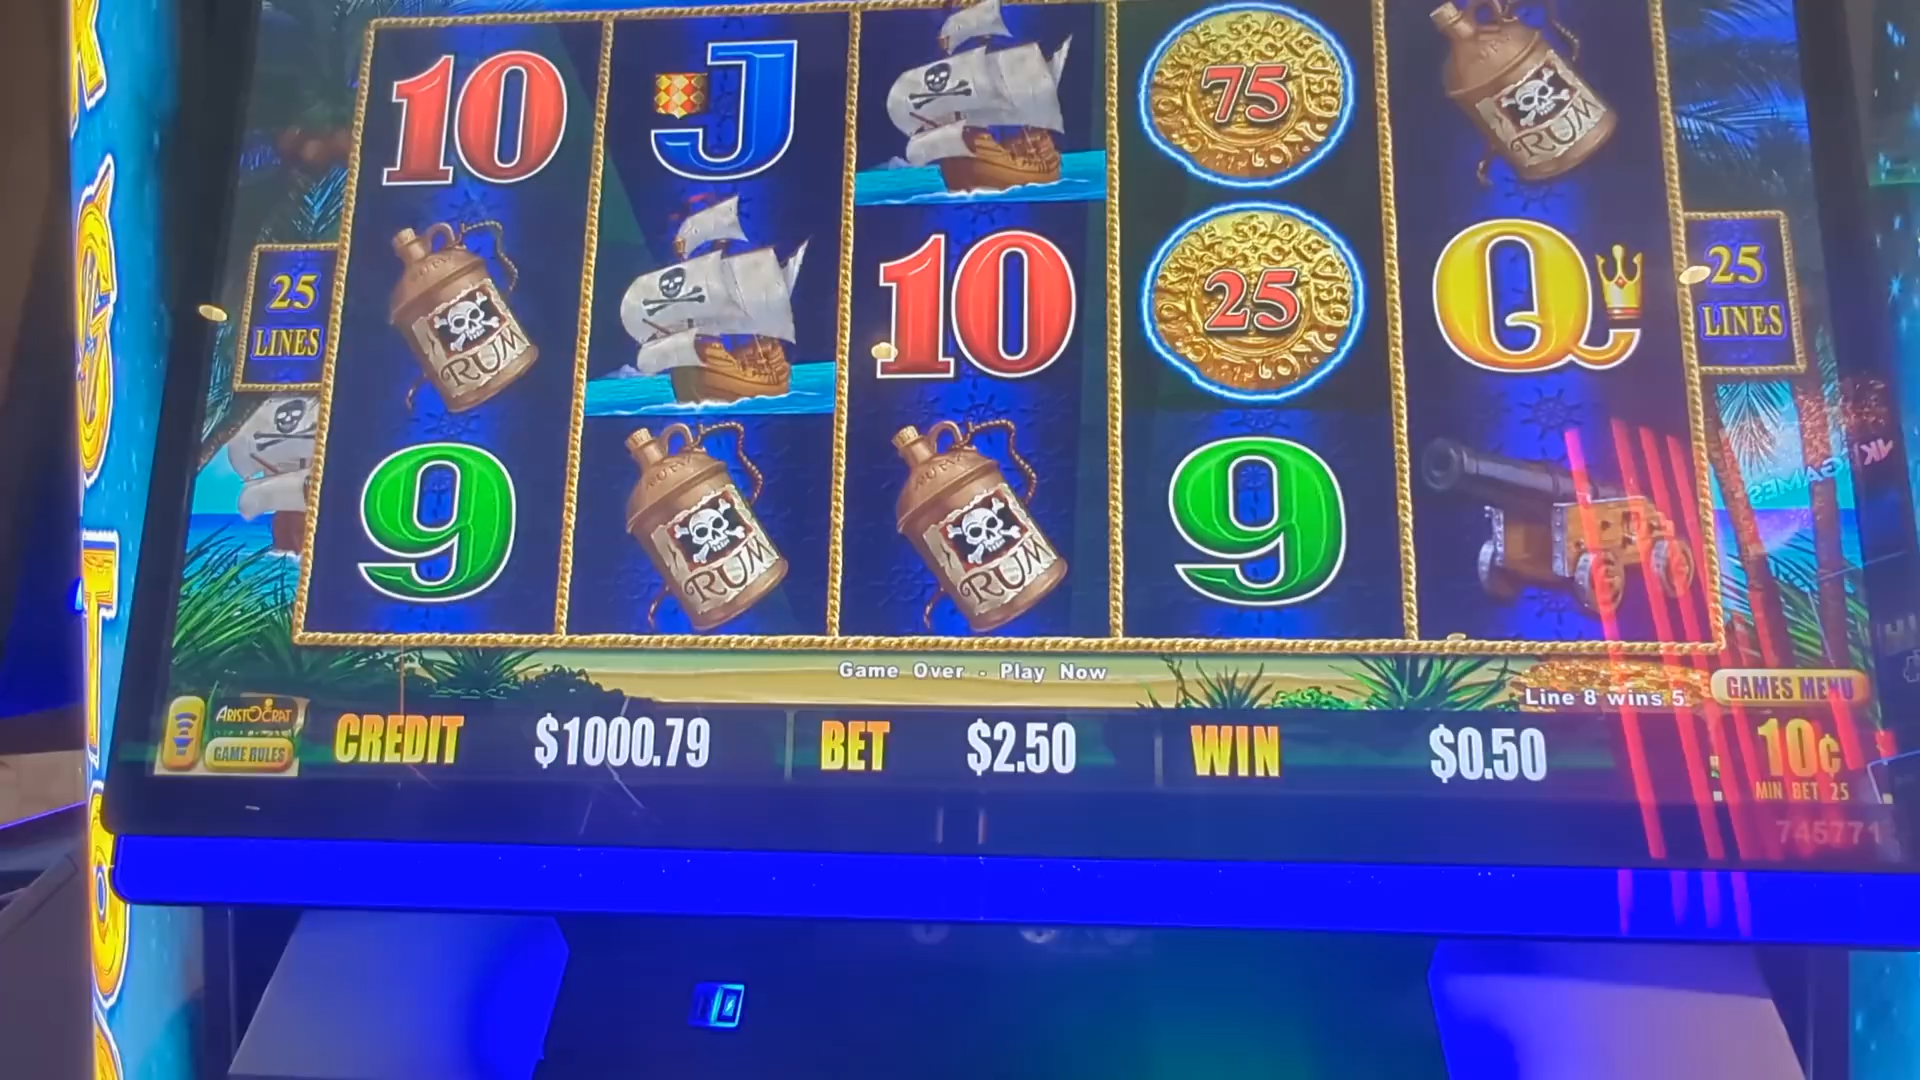 10 J 75 RUM
25 LINES RUM 10 25 Q 25 LINES
9 RUM RUM 9
Game Over - Play Now
Line 8 wins 5
GAMES MENU
ARISTOCRAT
GAME RULES
CREDIT $1000.79 BET $2.50 WIN $0.50
10¢
MIN BET 25
745771